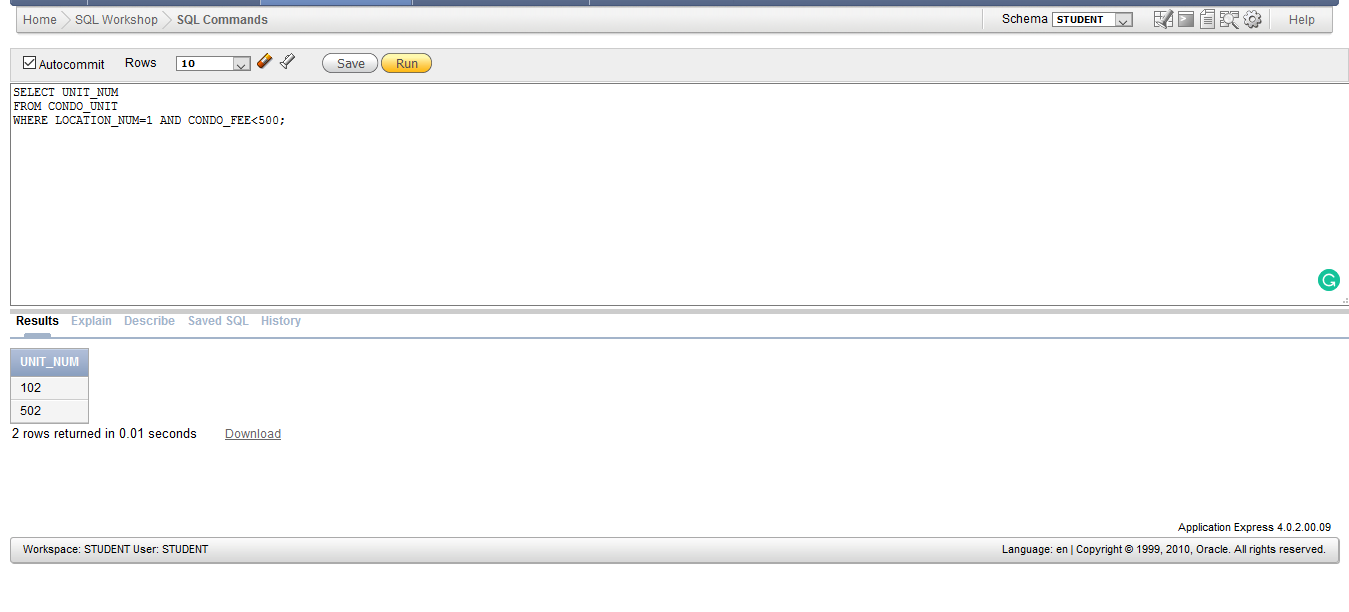 Home SQL Workshop SQL Commands Schema STUDENT Help
Autocommit Rows 10 Save Run
SELECT UNIT_NUM
FROM CONDO_UNIT
WHERE LOCATION_NUM=1 AND CONDO_FEE<500;
Results Explain Describe Saved SQL History
UNIT_NUM
102
502
2 rows returned in 0.01 seconds Download
Application Express 4.0.2.00.09
Workspace: STUDENT User: STUDENT Language: en | Copyright © 1999, 2010, Oracle. All rights reserved.